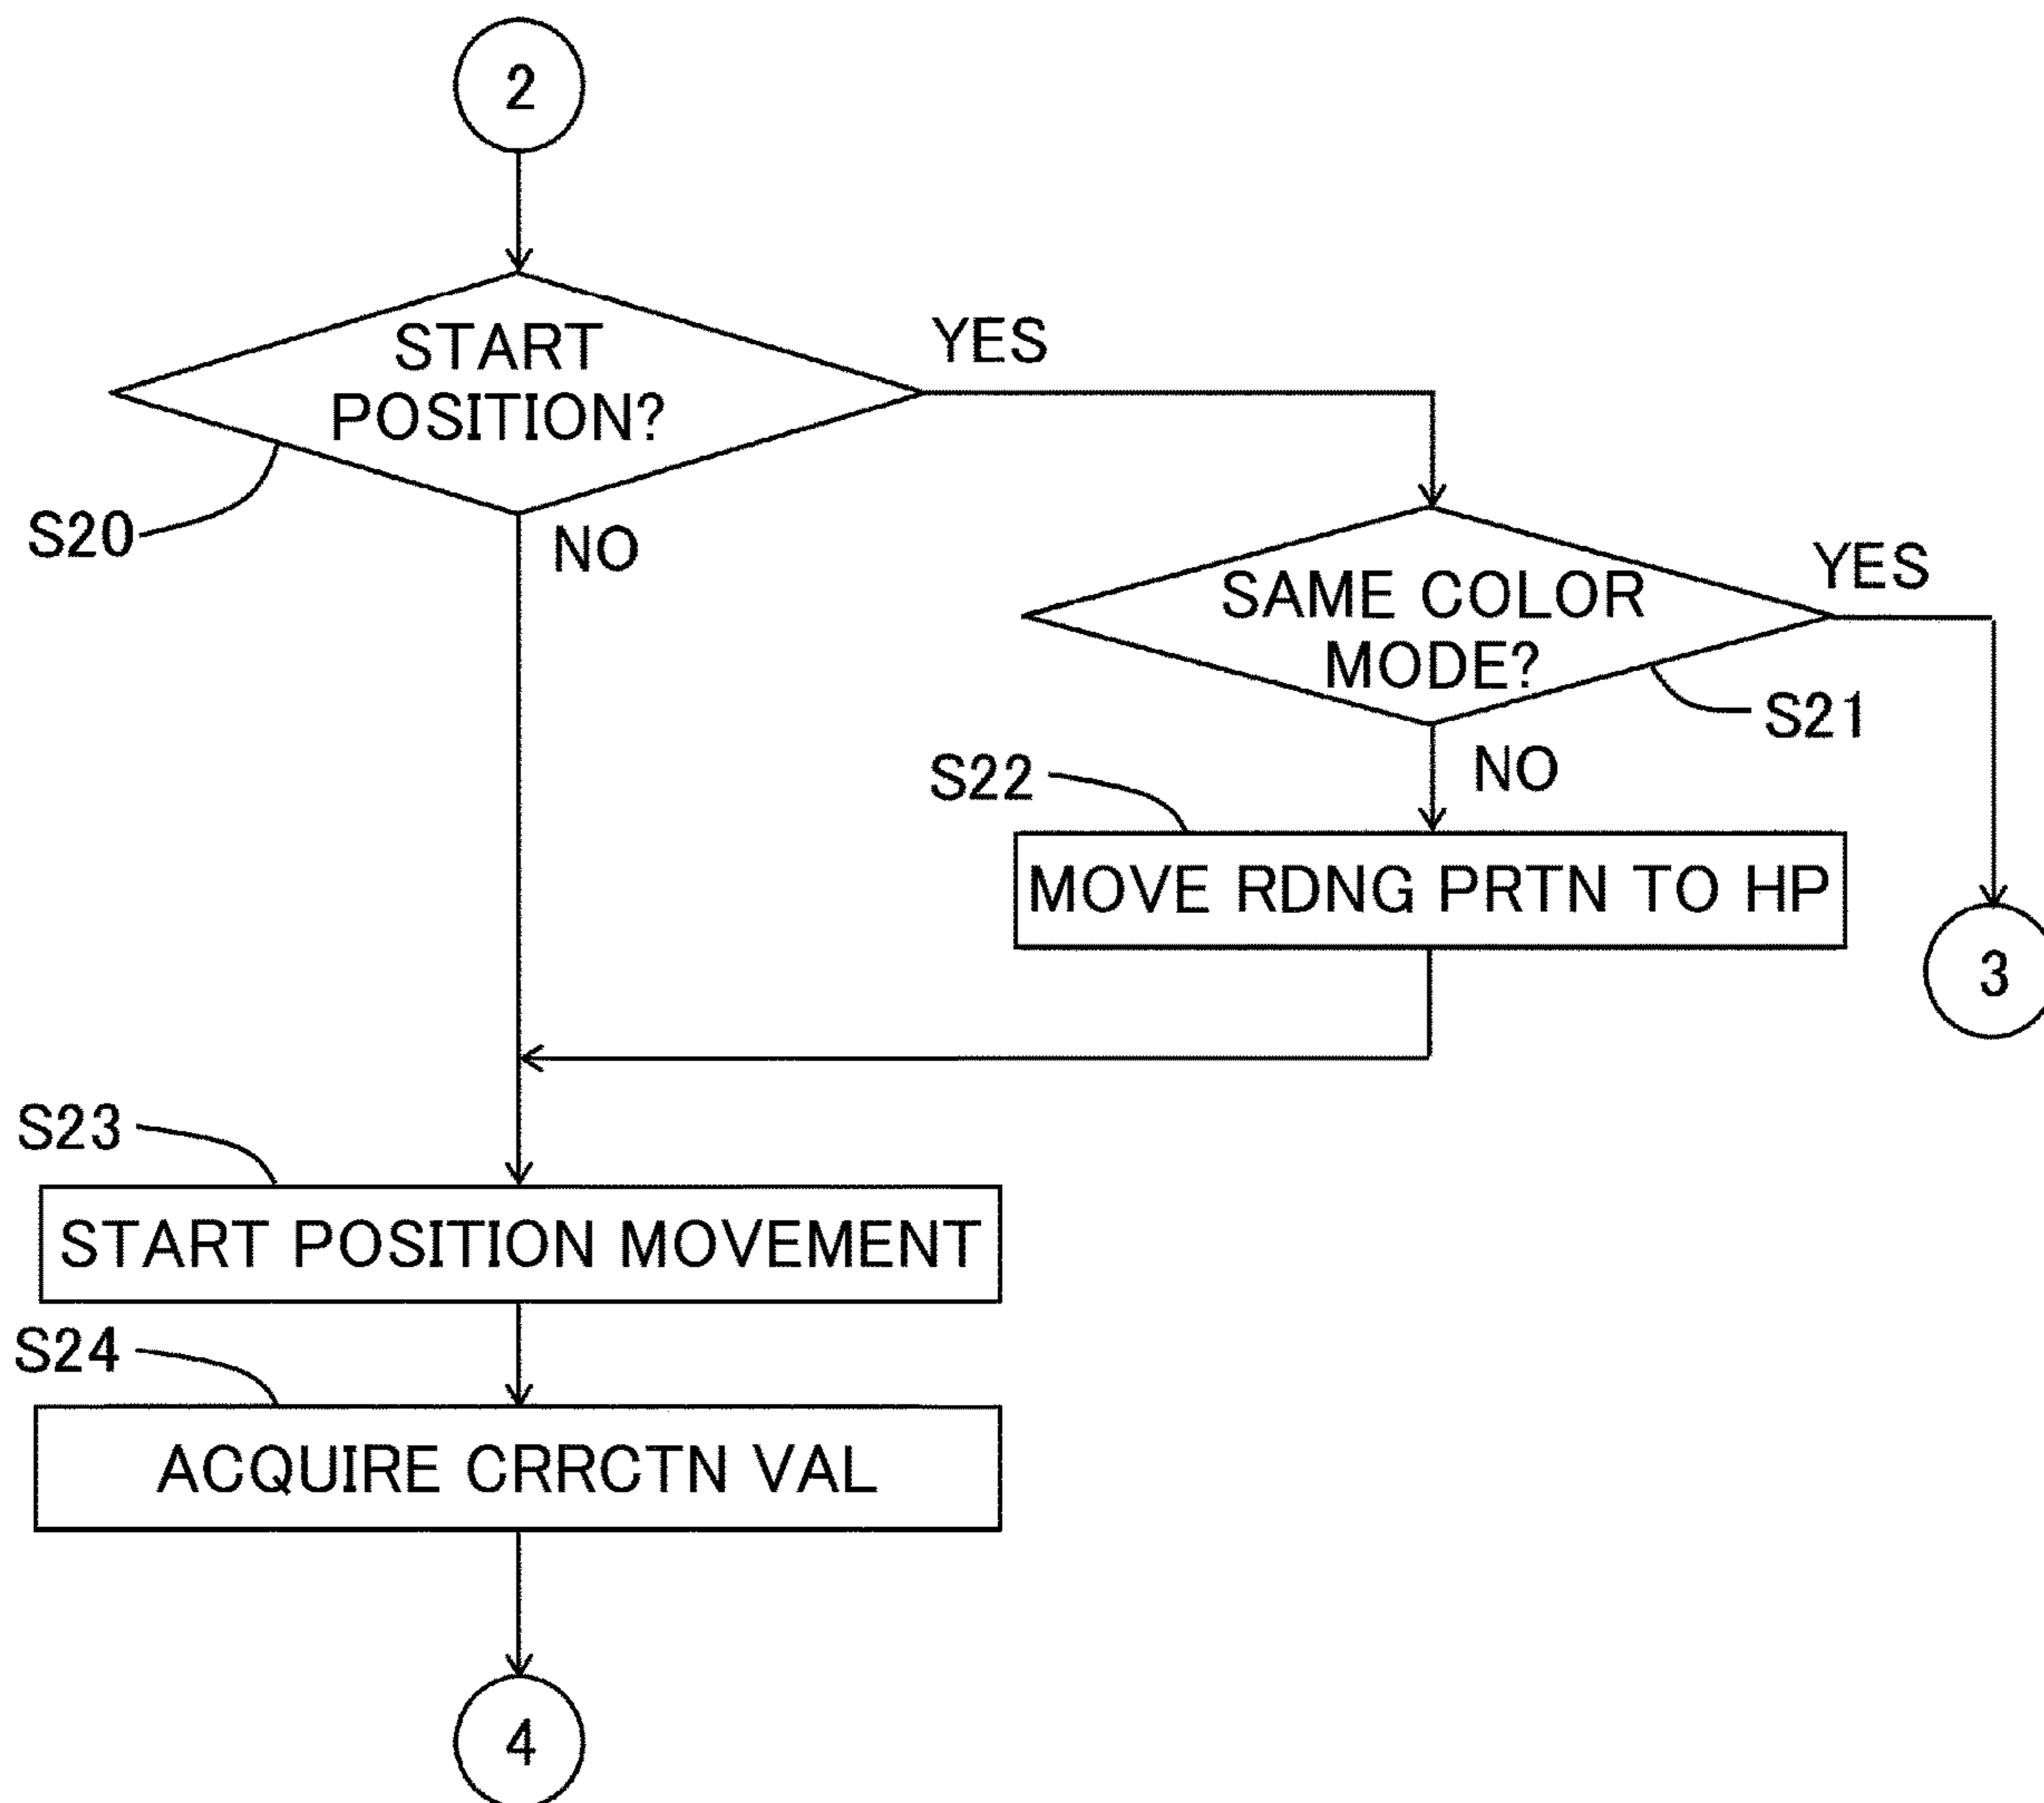 2
START
POSITION?
YES
S20
NO
SAME COLOR
MODE?
YES
S21
S22
NO
MOVE RDNG PRTN TO HP
3
S23
START POSITION MOVEMENT
S24
ACQUIRE CRRCTN VAL
4